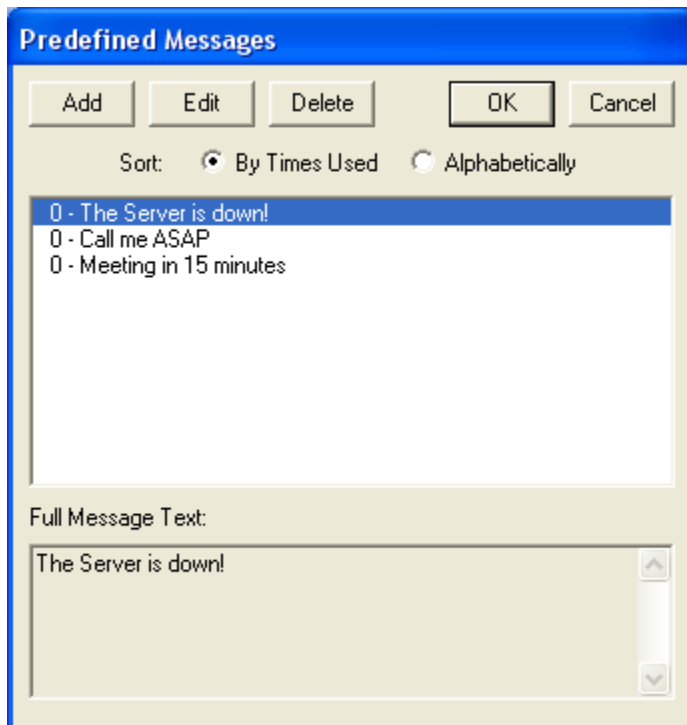 Predefined Messages
Add Edit Delete OK Cancel
Sort: By Times Used Alphabetically
0 - The Server is down!
0 - Call me ASAP
0 - Meeting in 15 minutes
Full Message Text:
The Server is down!